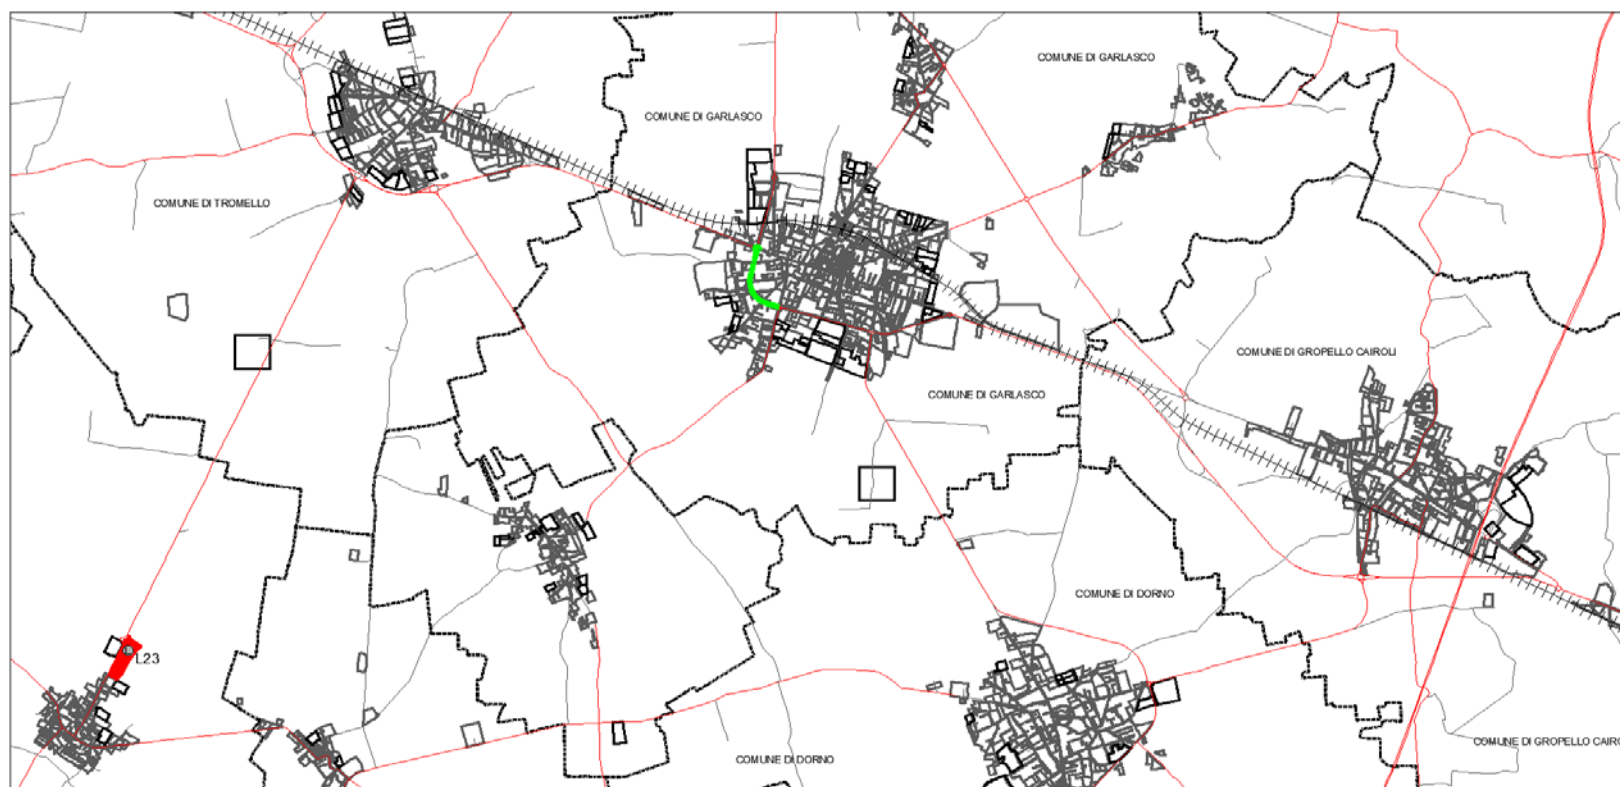 COMUNE DI GARLASCO
COMUNE DI GARLASCO
COMUNE DI TROMELLO
COMUNE DI GROPELLO CAIROLI
COMUNE DI GARLASCO
COMUNE DI DORNO
L23
COMUNE DI GROPELLO CAIRO
COMUNE DI DORNO